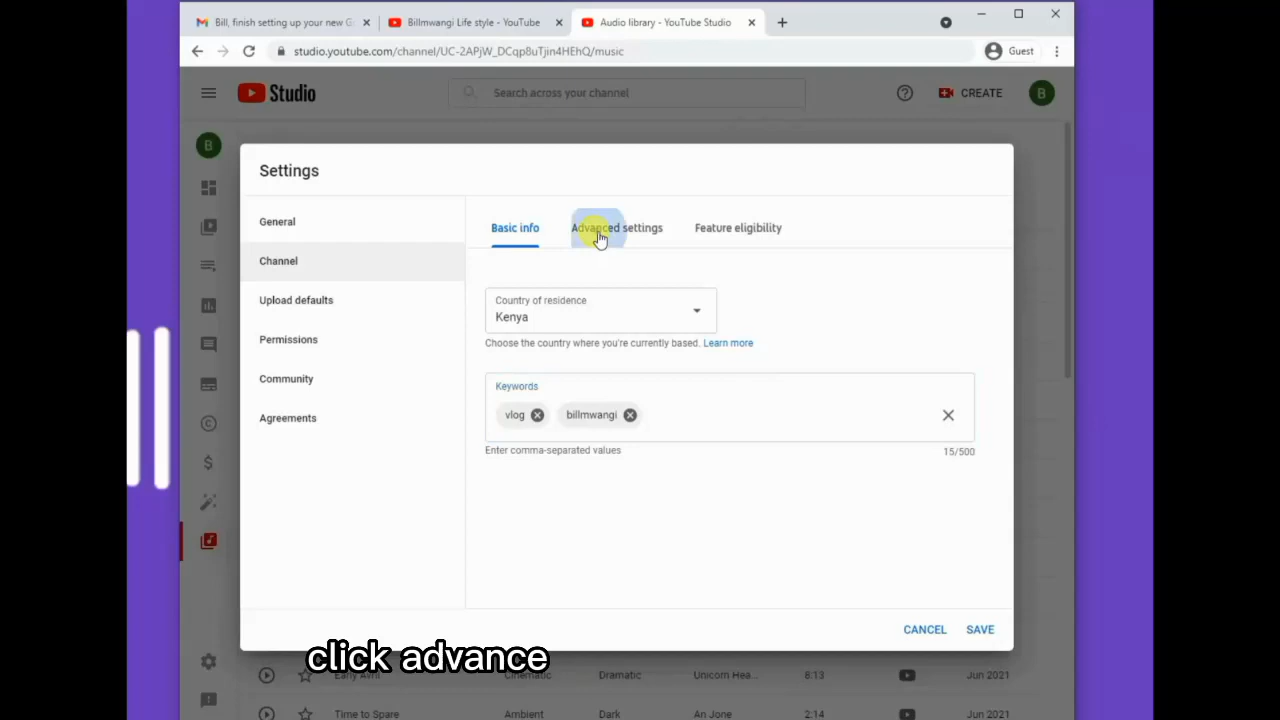 Bill, finish setting up your new G
Billmwangi Life style - YouTube
Audio library - YouTube Studio
studio.youtube.com/channel/UC-2APjW_DCqp8uTjin4HEhQ/music
Guest
Studio
Search across your channel
CREATE
B
B
Settings
General
Channel
Upload defaults
Permissions
Community
Agreements
Basic info
Advanced settings
Feature eligibility
Country of residence
Kenya
Choose the country where you're currently based. Learn more
Keywords
vlog
billmwangi
Enter comma-separated values
15/500
CANCEL
SAVE
click advance
Early Avril
Cinematic
Dramatic
Unicorn Hea...
8:13
Jun 2021
Time to Spare
Ambient
Dark
An Jone
2:14
Jun 2021